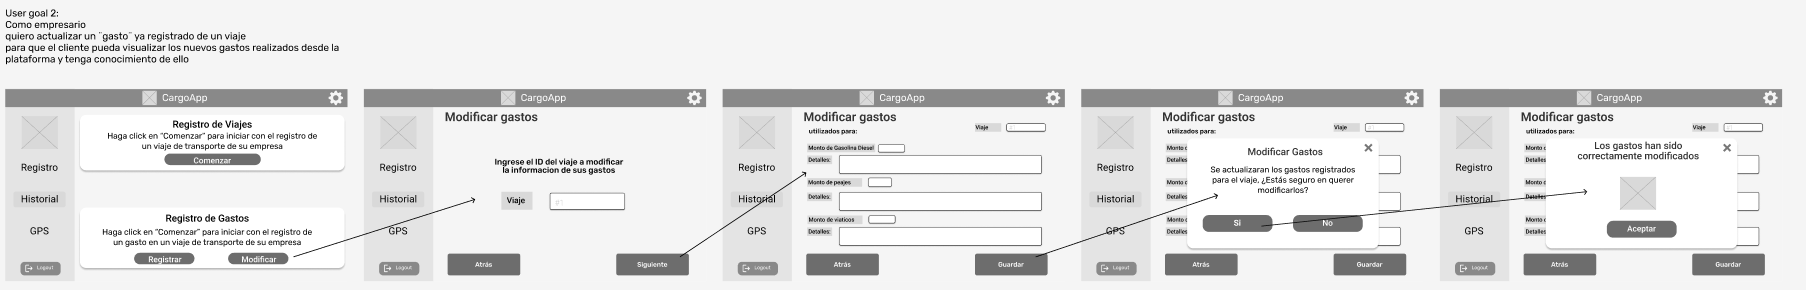 User goal 2:
Como empresario
quiero actualizar un ¨gasto¨ ya registrado de un viaje
para que el cliente pueda visualizar los nuevos gastos realizados desde la
plataforma y tenga conocimiento de ello
CargoApp
Registro
Historial
GPS
Logout
Registro de Viajes
Haga click en "Comenzar" para iniciar con el registro de
un viaje de transporte de su empresa
Comenzar
Registro de Gastos
Haga click en "Comenzar" para iniciar con el registro de
un gasto en un viaje de transporte de su empresa
Registrar
Modificar
CargoApp
Registro
Historial
GPS
Logout
Modificar gastos
Ingrese el ID del viaje a modificar
la informacion de sus gastos
Viaje
#1
Atrás
Siguiente
CargoApp
Registro
Historial
GPS
Logout
Modificar gastos
utilizados para:
Viaje
#1
Monto de Gasolina Diesel
Detalles:
Monto de peajes
Detalles:
Monto de viaticos
Detalles:
Atrás
Guardar
CargoApp
Registro
Historial
GPS
Logout
Modificar gastos
utilizados para:
Viaje
#1
Monto
Detalles
Monto
Detalles
Monto
Detalles
Modificar Gastos
Se actualizaran los gastos registrados
para el viaje. ¿Estás seguro en querer
modificarlos?
Si
No
Atrás
Guardar
CargoApp
Registro
Historial
GPS
Logout
Modificar gastos
utilizados para:
Viaje
#1
Monto
Detalles
Monto
Detalles
Monto
Detalles
Los gastos han sido
correctamente modificados
Aceptar
Atrás
Guardar